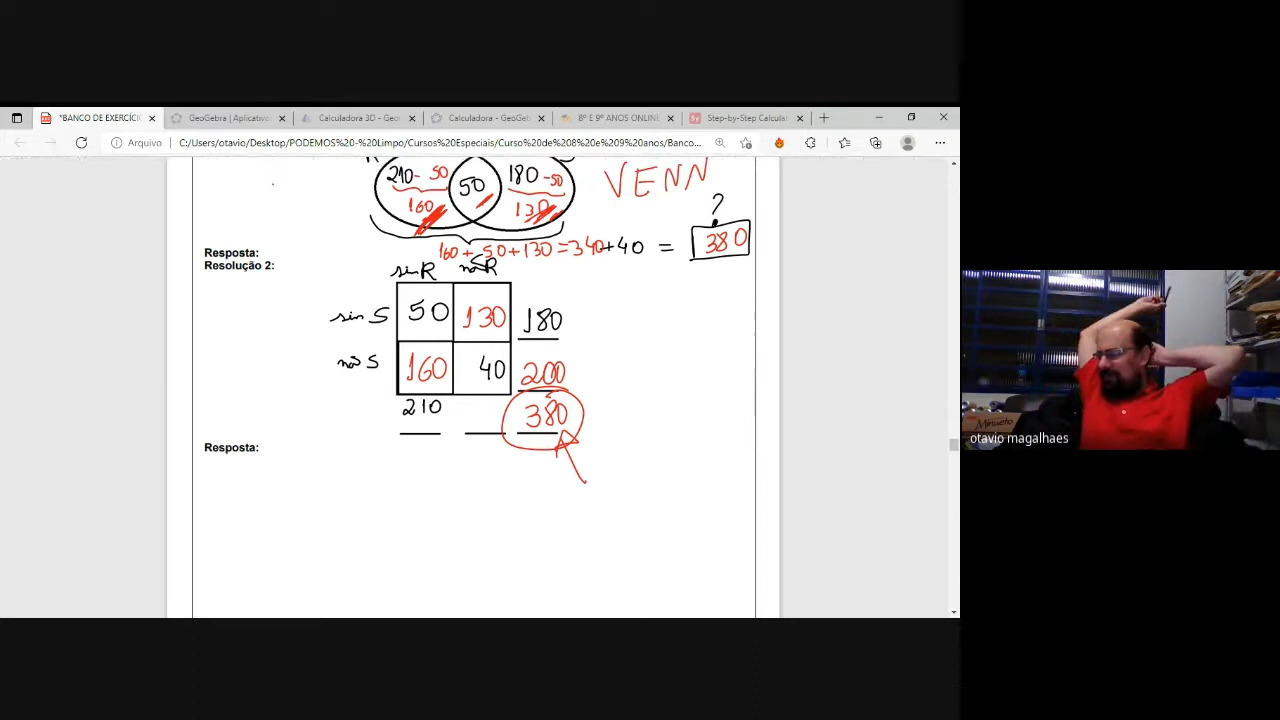 *BANCO DE EXERCÍCI
GeoGebra | Aplicativo
Calculadora 3D - Geo
Calculadora - GeoGeb
8º E 9º ANOS ONLINE
Step-by-Step Calculat
Arquivo
C:/Users/otavio/Desktop/PODEMOS%20-%20Limpo/Cursos%20Especiais/Curso%20de%208%20e%209%20anos/Banco...
210-50 50 180-50
160 130
VENN
?
160+50+130=340+40 = 380
Resposta:
Resolução 2:
sim R não R
sim S 50 130 180
não S 160 40 200
210 380
Resposta:
otavio magalhaes